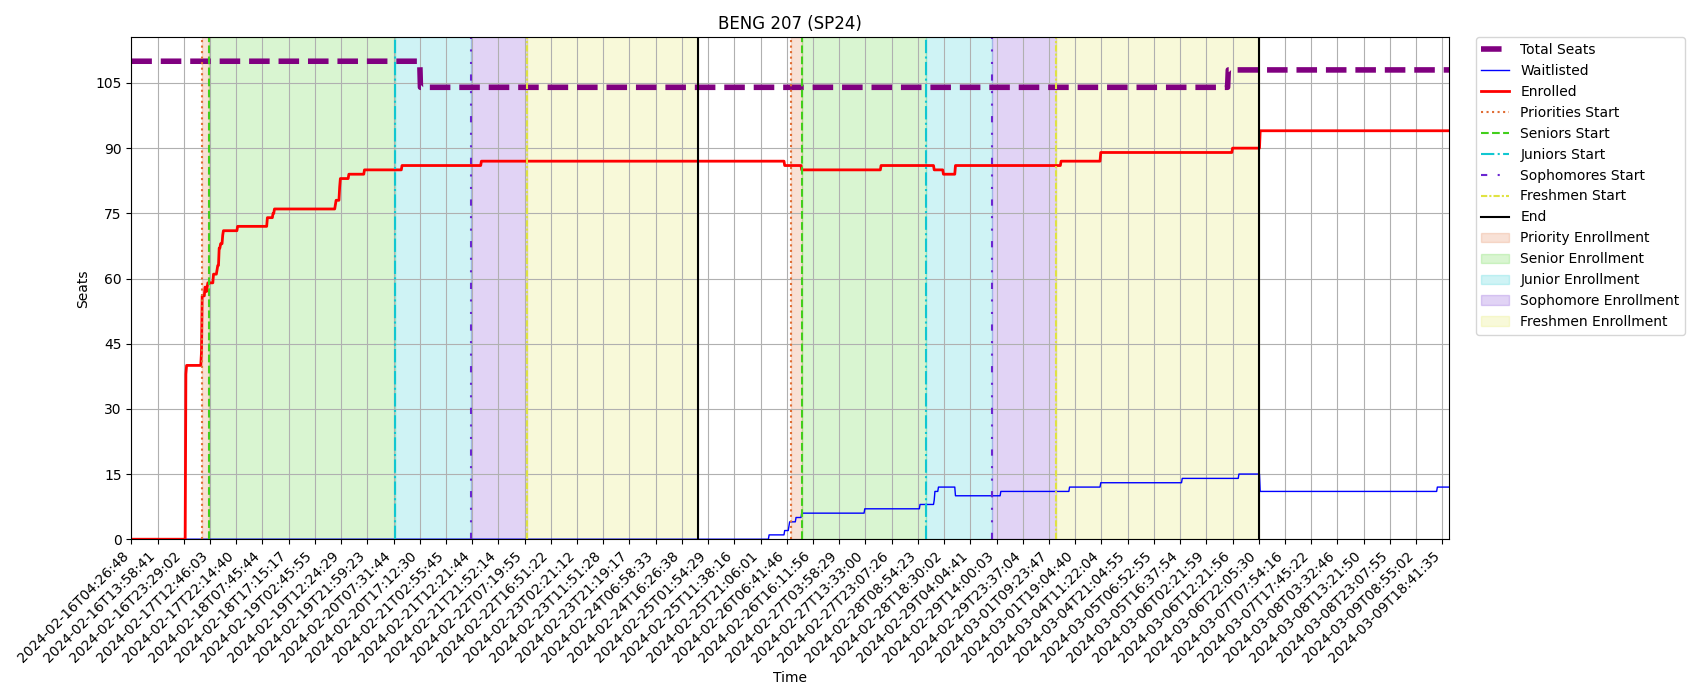 BENG 207 (SP24)
Seats
105
90
75
60
45
30
15
0
2024-02-16T04:26:48
2024-02-16T13:58:41
2024-02-16T23:29:02
2024-02-17T12:46:03
2024-02-17T22:14:40
2024-02-18T07:45:44
2024-02-18T17:15:17
2024-02-19T02:45:55
2024-02-19T12:24:29
2024-02-19T21:59:23
2024-02-20T07:31:44
2024-02-20T17:12:30
2024-02-21T02:55:45
2024-02-21T12:21:44
2024-02-21T21:52:14
2024-02-22T07:19:55
2024-02-22T16:51:22
2024-02-23T02:21:12
2024-02-23T11:51:28
2024-02-23T21:19:17
2024-02-24T06:58:33
2024-02-24T16:26:38
2024-02-25T01:54:29
2024-02-25T11:38:16
2024-02-25T21:06:01
2024-02-26T06:41:46
2024-02-26T16:11:56
2024-02-27T03:58:29
2024-02-27T13:33:00
2024-02-27T23:07:26
2024-02-28T08:54:23
2024-02-28T18:30:02
2024-02-29T04:04:41
2024-02-29T14:00:03
2024-02-29T23:37:04
2024-03-01T09:23:47
2024-03-01T19:04:40
2024-03-04T11:22:04
2024-03-04T21:04:55
2024-03-05T06:52:55
2024-03-05T16:37:54
2024-03-06T02:21:59
2024-03-06T12:21:56
2024-03-06T22:05:30
2024-03-07T07:54:16
2024-03-07T17:45:22
2024-03-08T03:32:46
2024-03-08T13:21:50
2024-03-08T23:07:55
2024-03-09T08:55:02
2024-03-09T18:41:35
Time
Total Seats
Waitlisted
Enrolled
Priorities Start
Seniors Start
Juniors Start
Sophomores Start
Freshmen Start
End
Priority Enrollment
Senior Enrollment
Junior Enrollment
Sophomore Enrollment
Freshmen Enrollment